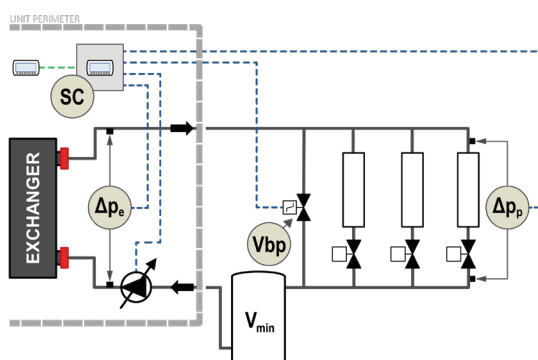 UNIT PERIMETER
SC
EXCHANGER
Δpe
Vbp
Δpp
Vmin